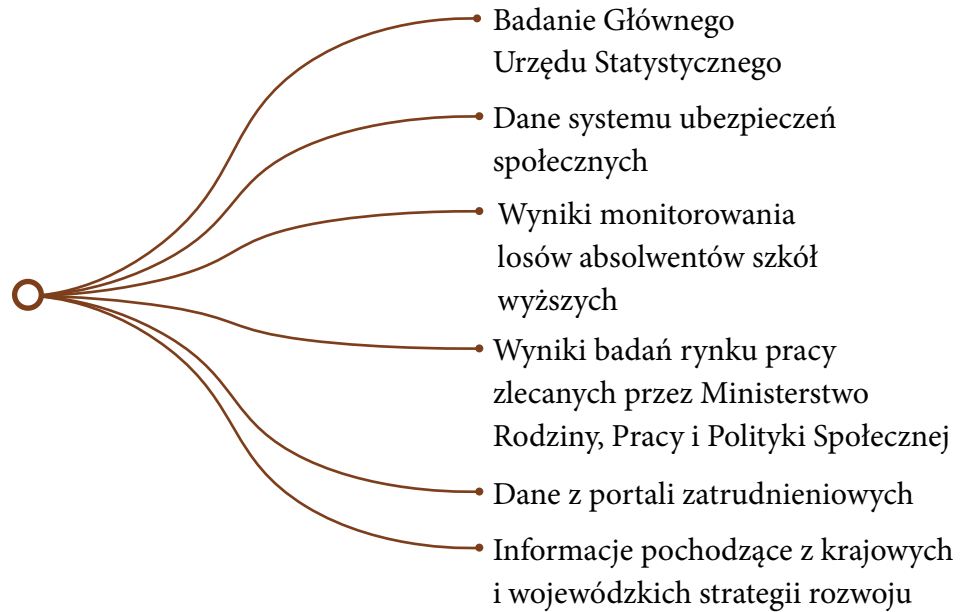 Badanie Głównego
Urzędu Statystycznego
Dane systemu ubezpieczeń
społecznych
Wyniki monitorowania
losów absolwentów szkół
wyższych
Wyniki badań rynku pracy
zlecanych przez Ministerstwo
Rodziny, Pracy i Polityki Społecznej
Dane z portali zatrudnieniowych
Informacje pochodzące z krajowych
i wojewódzkich strategii rozwoju